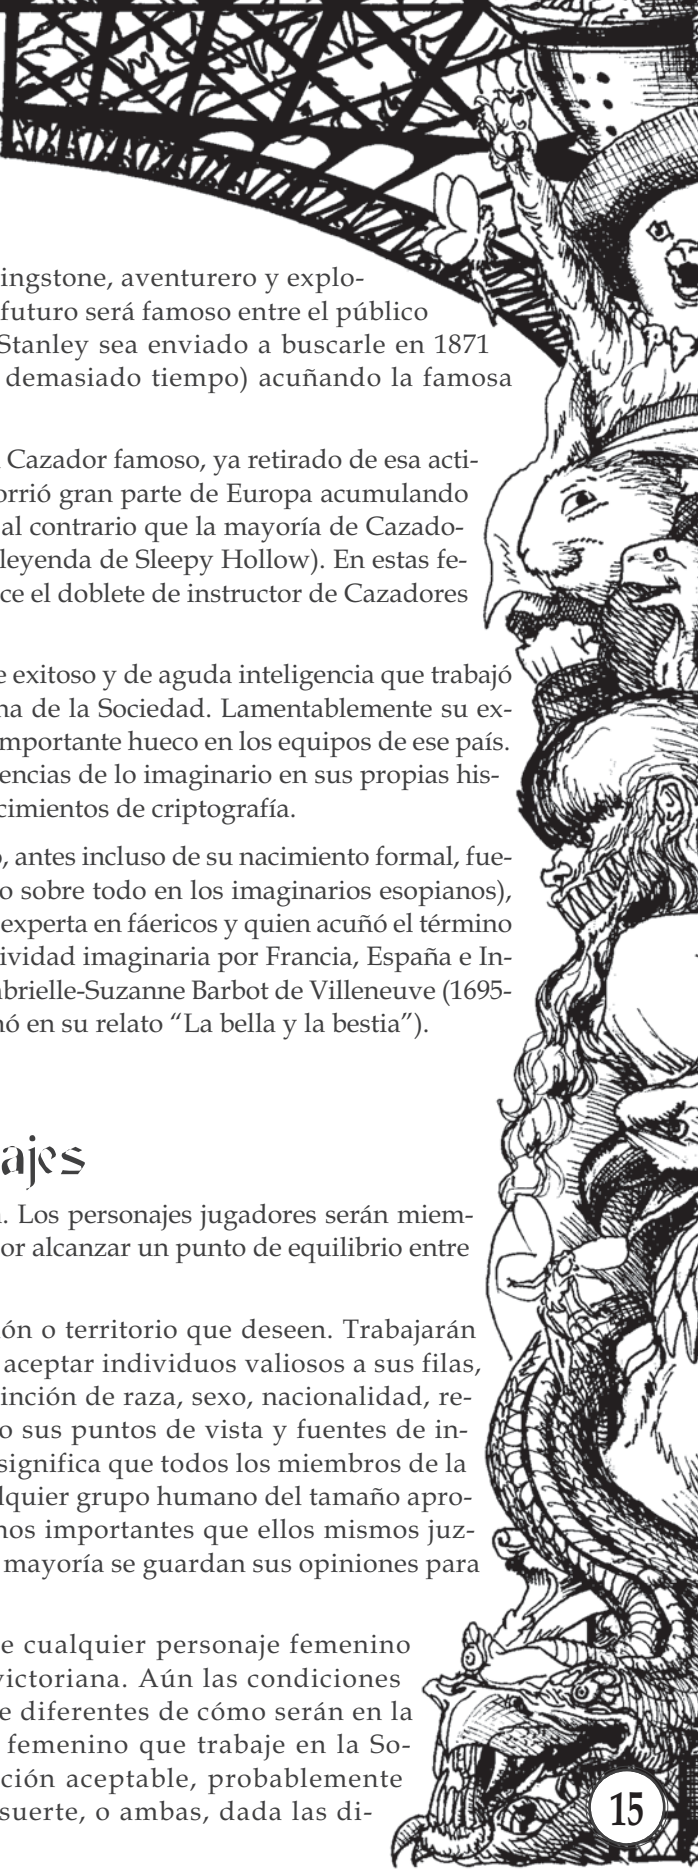 ingstone, aventurero y explo-
futuro será famoso entre el público
Stanley sea enviado a buscarle en 1871
demasiado tiempo) acuñando la famosa
Cazador famoso, ya retirado de esa acti-
orrió gran parte de Europa acumulando
al contrario que la mayoría de Cazado-
leyenda de Sleepy Hollow). En estas fe-
ce el doblete de instructor de Cazadores
e exitoso y de aguda inteligencia que trabajó
na de la Sociedad. Lamentablemente su ex-
mportante hueco en los equipos de ese país.
encias de lo imaginario en sus propias his-
cimientos de criptografía.
o, antes incluso de su nacimiento formal, fue-
o sobre todo en los imaginarios esopianos),
experta en fáericos y quien acuñó el término
ividad imaginaria por Francia, España e In-
abrielle-Suzanne Barbot de Villeneuve (1695-
nó en su relato “La bella y la bestia”).
ajes
. Los personajes jugadores serán miem-
or alcanzar un punto de equilibrio entre
ón o territorio que deseen. Trabajarán
aceptar individuos valiosos a sus filas,
inción de raza, sexo, nacionalidad, re-
o sus puntos de vista y fuentes de in-
significa que todos los miembros de la
lquier grupo humano del tamaño apro-
nos importantes que ellos mismos juz-
mayoría se guardan sus opiniones para
e cualquier personaje femenino
victoriana. Aún las condiciones
e diferentes de cómo serán en la
femenino que trabaje en la So-
ción aceptable, probablemente
suerte, o ambas, dada las di-
15